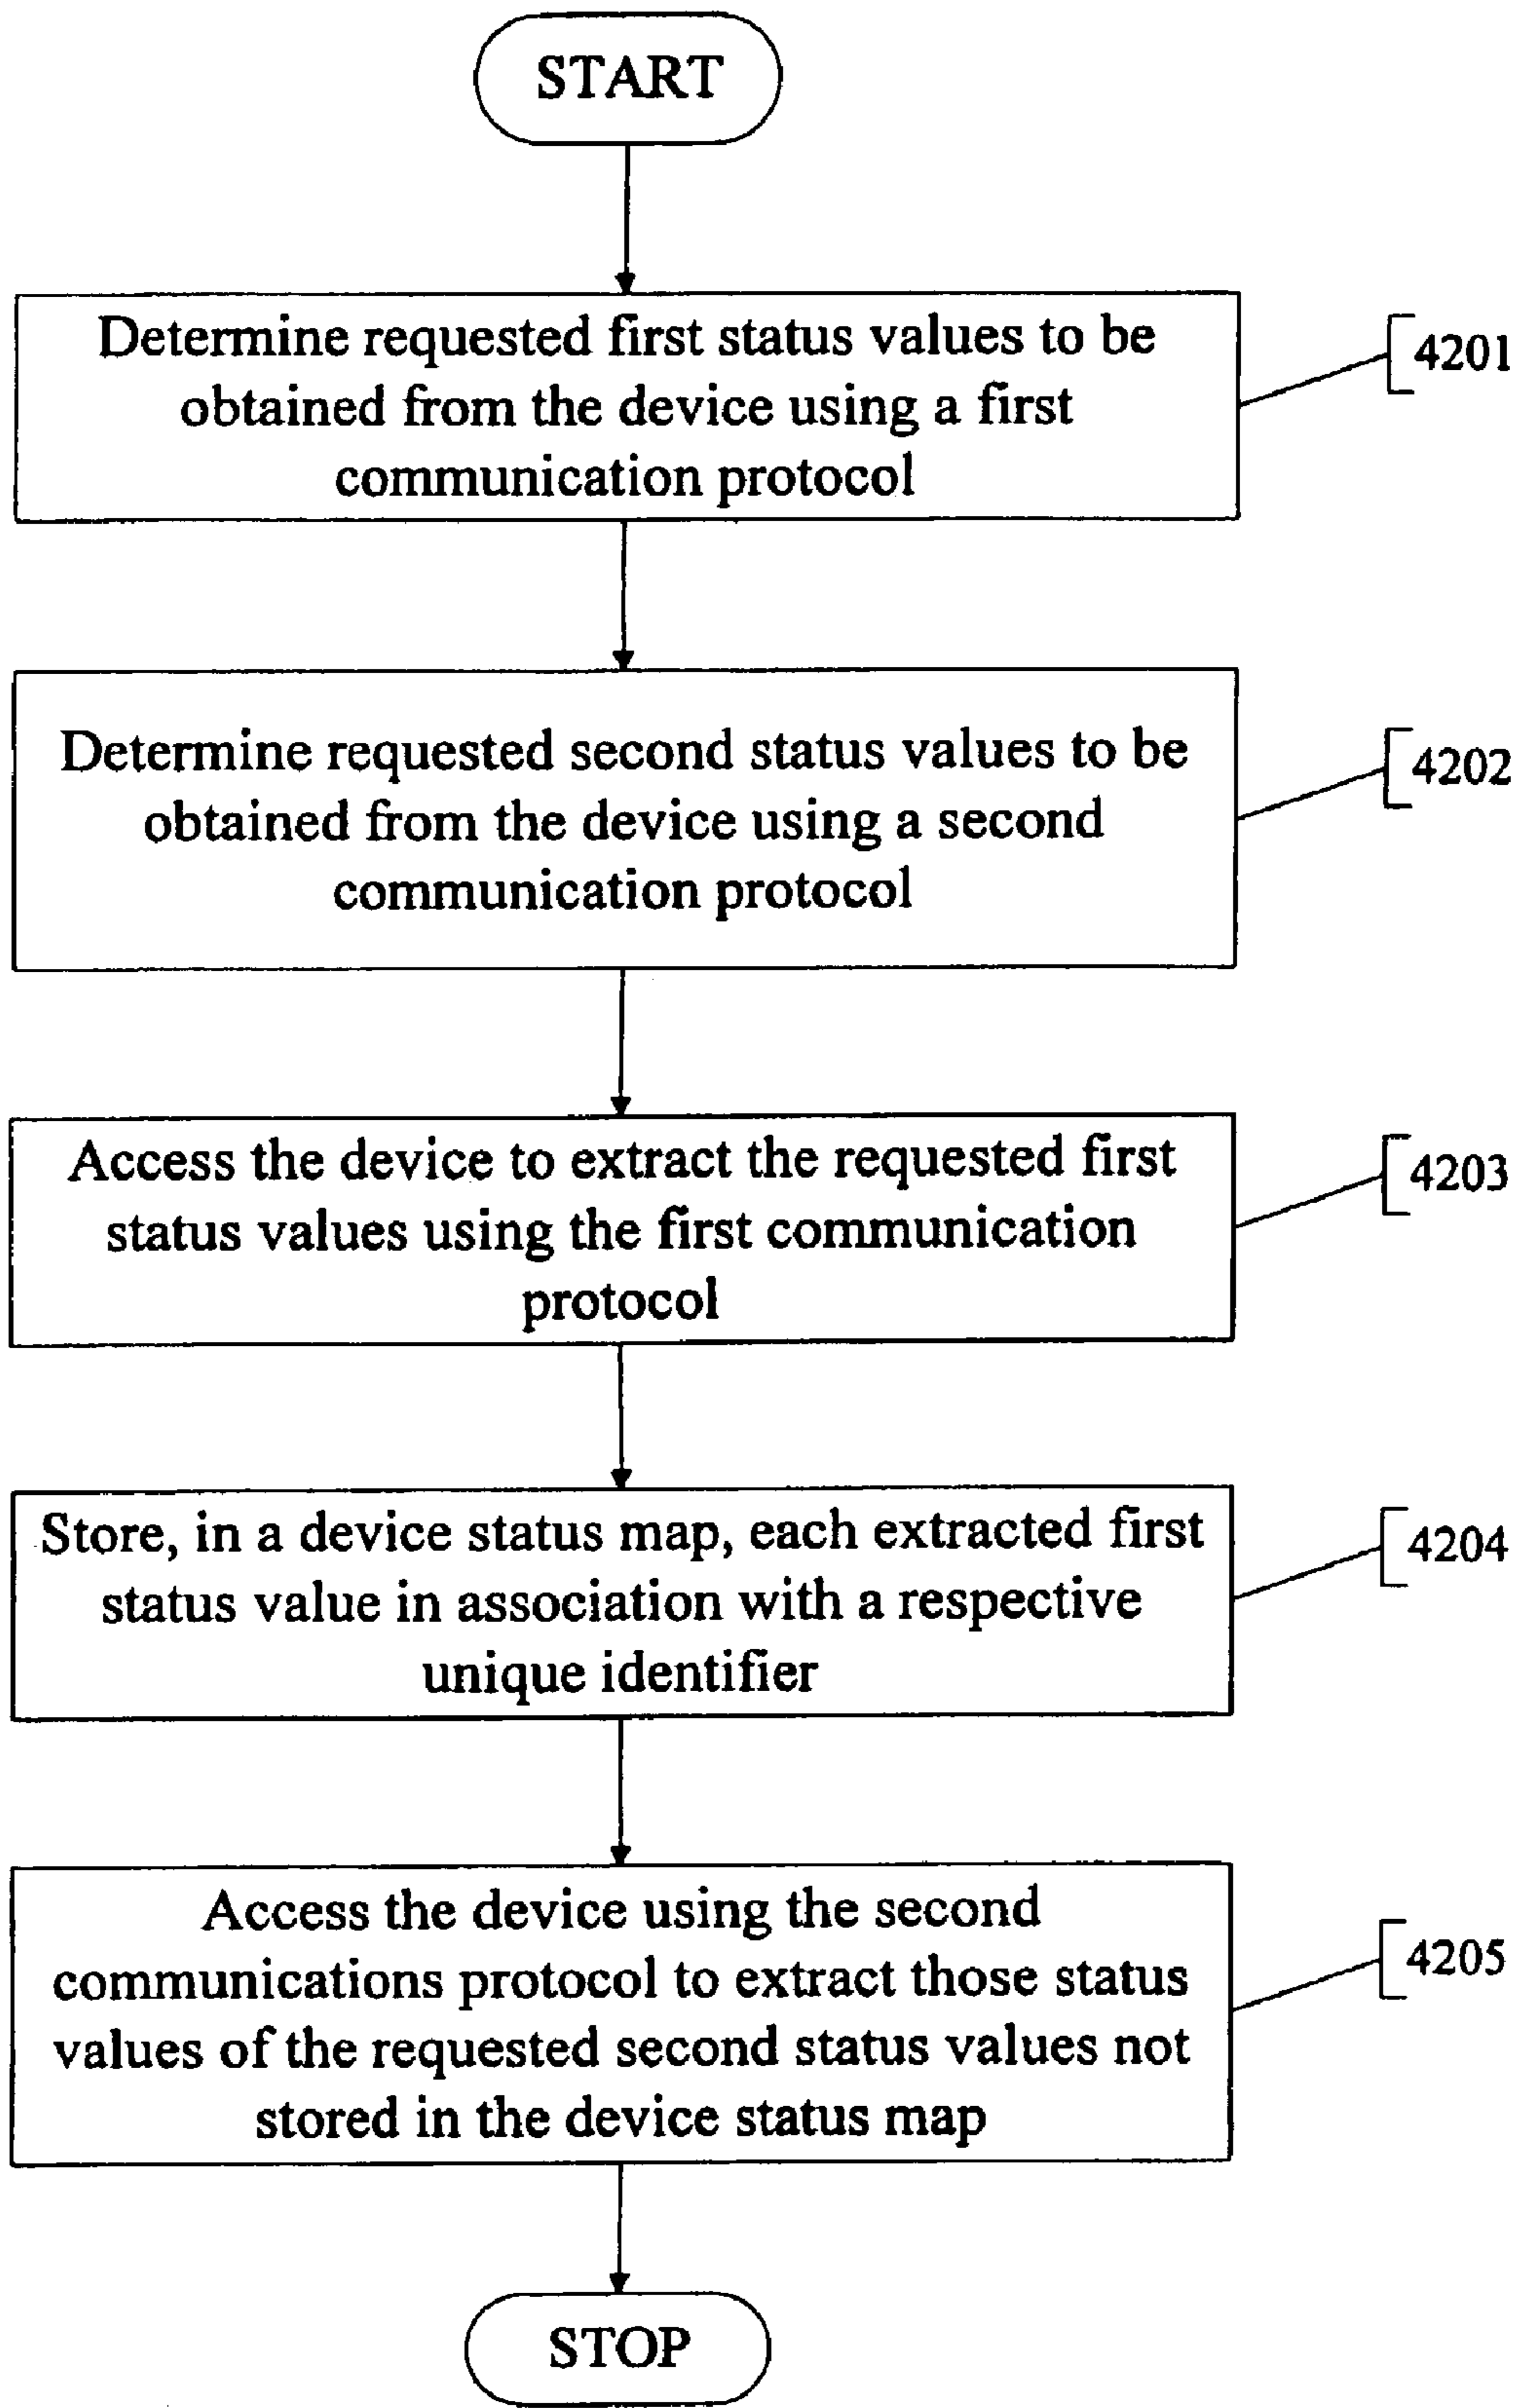 START
Determine requested first status values to be
obtained from the device using a first
communication protocol
4201
Determine requested second status values to be
obtained from the device using a second
communication protocol
4202
Access the device to extract the requested first
status values using the first communication
protocol
4203
Store, in a device status map, each extracted first
status value in association with a respective
unique identifier
4204
Access the device using the second
communications protocol to extract those status
values of the requested second status values not
stored in the device status map
4205
STOP